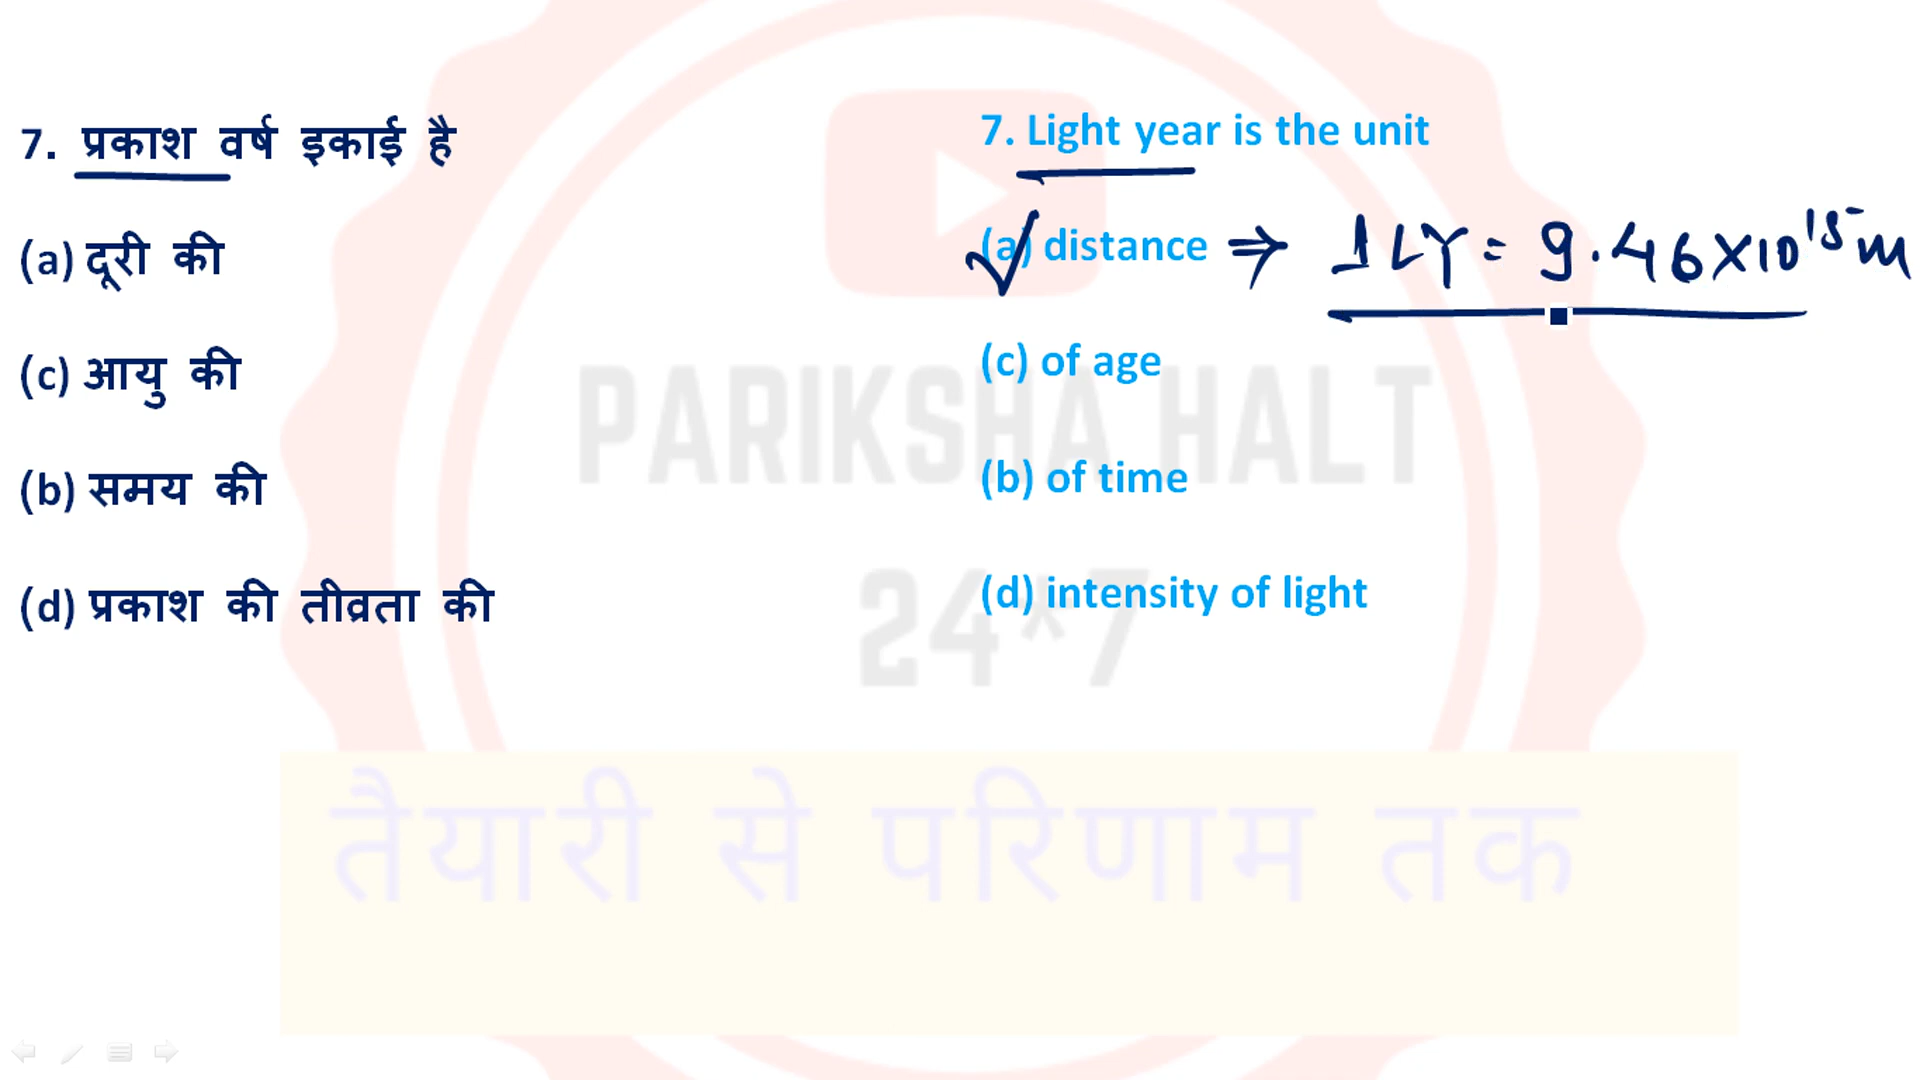 7. प्रकाश वर्ष इकाई है
(a) दूरी की
(c) आयु की
(b) समय की
(d) प्रकाश की तीव्रता की
7. Light year is the unit
(a) distance ⇒ 1 LY = 9.46×10¹⁵ m
(c) of age
(b) of time
(d) intensity of light
PARIKSHA HALT
24*7
तैयारी से परिणाम तक